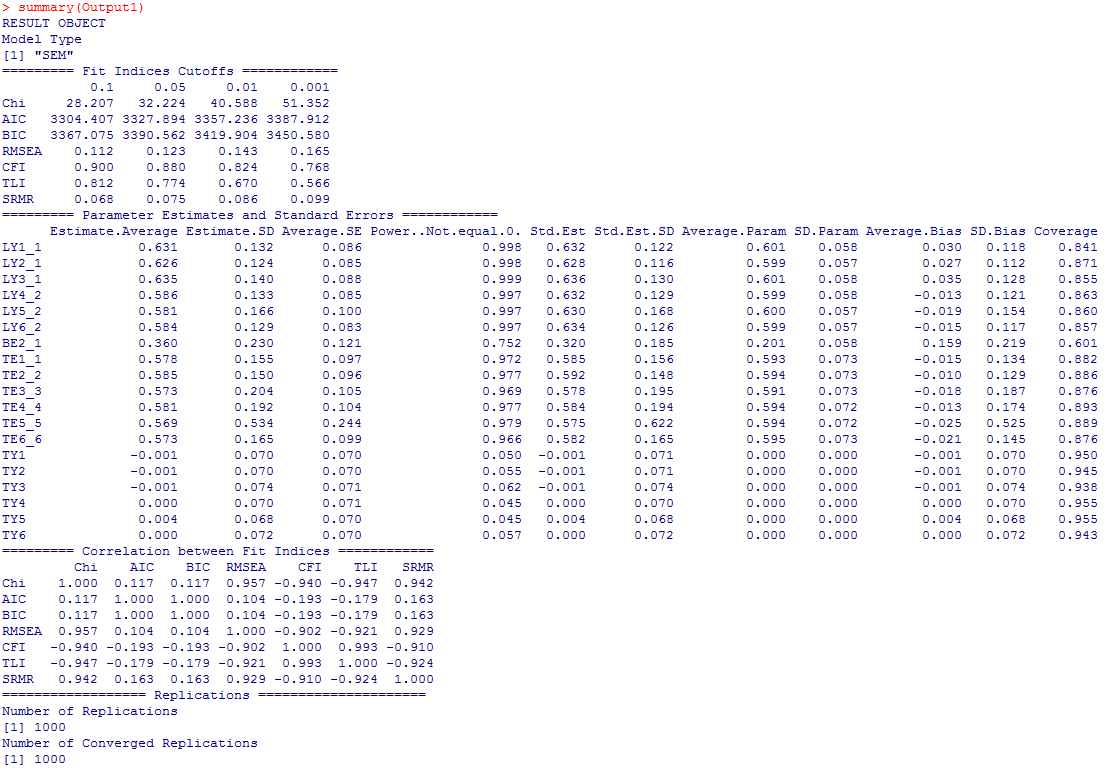 > summary(Output1)
RESULT OBJECT
Model Type
[1] "SEM"
========= Fit Indices Cutoffs ============
0.1 0.05 0.01 0.001
Chi 28.207 32.224 40.588 51.352
AIC 3304.407 3327.894 3357.236 3387.912
BIC 3367.075 3390.562 3419.904 3450.580
RMSEA 0.112 0.123 0.143 0.165
CFI 0.900 0.880 0.824 0.768
TLI 0.812 0.774 0.670 0.566
SRMR 0.068 0.075 0.086 0.099
========= Parameter Estimates and Standard Errors ============
Estimate.Average Estimate.SD Average.SE Power..Not.equal.0. Std.Est Std.Est.SD Average.Param SD.Param Average.Bias SD.Bias Coverage
LY1_1 0.631 0.132 0.086 0.998 0.632 0.122 0.601 0.058 0.030 0.118 0.841
LY2_1 0.626 0.124 0.085 0.998 0.628 0.116 0.599 0.057 0.027 0.112 0.871
LY3_1 0.635 0.140 0.088 0.999 0.636 0.130 0.601 0.058 0.035 0.128 0.855
LY4_2 0.586 0.133 0.085 0.997 0.632 0.129 0.599 0.058 -0.013 0.121 0.863
LY5_2 0.581 0.166 0.100 0.997 0.630 0.168 0.600 0.057 -0.019 0.154 0.860
LY6_2 0.584 0.129 0.083 0.997 0.634 0.126 0.599 0.057 -0.015 0.117 0.857
BE2_1 0.360 0.230 0.121 0.752 0.320 0.185 0.201 0.058 0.159 0.219 0.601
TE1_1 0.578 0.155 0.097 0.972 0.585 0.156 0.593 0.073 -0.015 0.134 0.882
TE2_2 0.585 0.150 0.096 0.977 0.592 0.148 0.594 0.073 -0.010 0.129 0.886
TE3_3 0.573 0.204 0.105 0.969 0.578 0.195 0.591 0.073 -0.018 0.187 0.876
TE4_4 0.581 0.192 0.104 0.977 0.584 0.194 0.594 0.072 -0.013 0.174 0.893
TE5_5 0.569 0.534 0.244 0.979 0.575 0.622 0.594 0.072 -0.025 0.525 0.889
TE6_6 0.573 0.165 0.099 0.966 0.582 0.165 0.595 0.073 -0.021 0.145 0.876
TY1 -0.001 0.070 0.070 0.050 -0.001 0.071 0.000 0.000 -0.001 0.070 0.950
TY2 -0.001 0.070 0.070 0.055 -0.001 0.071 0.000 0.000 -0.001 0.070 0.945
TY3 -0.001 0.074 0.071 0.062 -0.001 0.074 0.000 0.000 -0.001 0.074 0.938
TY4 0.000 0.070 0.071 0.045 0.000 0.070 0.000 0.000 0.000 0.070 0.955
TY5 0.004 0.068 0.070 0.045 0.004 0.068 0.000 0.000 0.004 0.068 0.955
TY6 0.000 0.072 0.070 0.057 0.000 0.072 0.000 0.000 0.000 0.072 0.943
========= Correlation between Fit Indices ============
Chi AIC BIC RMSEA CFI TLI SRMR
Chi 1.000 0.117 0.117 0.957 -0.940 -0.947 0.942
AIC 0.117 1.000 1.000 0.104 -0.193 -0.179 0.163
BIC 0.117 1.000 1.000 0.104 -0.193 -0.179 0.163
RMSEA 0.957 0.104 0.104 1.000 -0.902 -0.921 0.929
CFI -0.940 -0.193 -0.193 -0.902 1.000 0.993 -0.910
TLI -0.947 -0.179 -0.179 -0.921 0.993 1.000 -0.924
SRMR 0.942 0.163 0.163 0.929 -0.910 -0.924 1.000
================== Replications =====================
Number of Replications
[1] 1000
Number of Converged Replications
[1] 1000